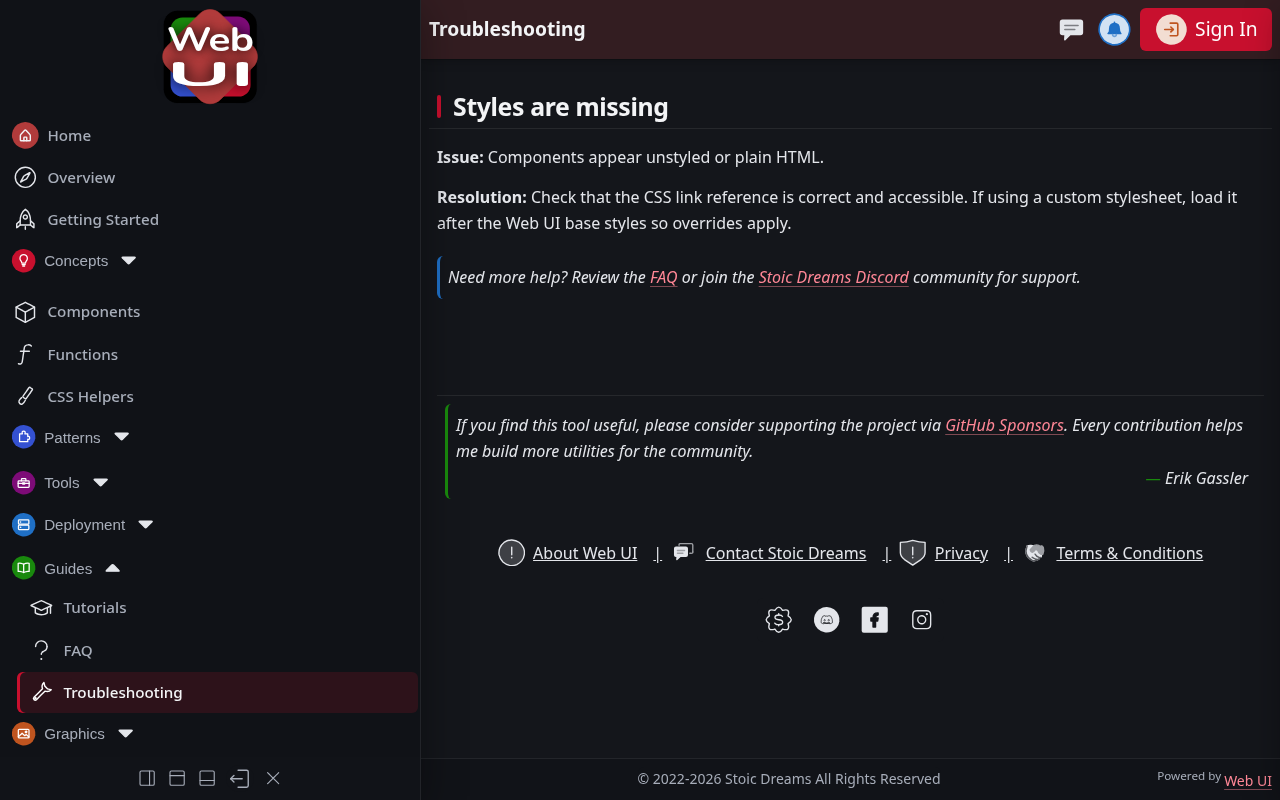 Web
UI
Home
Overview
Getting Started
Concepts
Components
Functions
CSS Helpers
Patterns
Tools
Deployment
Guides
Tutorials
FAQ
Troubleshooting
Graphics
Troubleshooting
Sign In
Styles are missing
Issue: Components appear unstyled or plain HTML.
Resolution: Check that the CSS link reference is correct and accessible. If using a custom stylesheet, load it
after the Web UI base styles so overrides apply.
Need more help? Review the FAQ or join the Stoic Dreams Discord community for support.
If you find this tool useful, please consider supporting the project via GitHub Sponsors. Every contribution helps
me build more utilities for the community.
— Erik Gassler
About Web UI | Contact Stoic Dreams | Privacy | Terms & Conditions
© 2022-2026 Stoic Dreams All Rights Reserved
Powered by Web UI